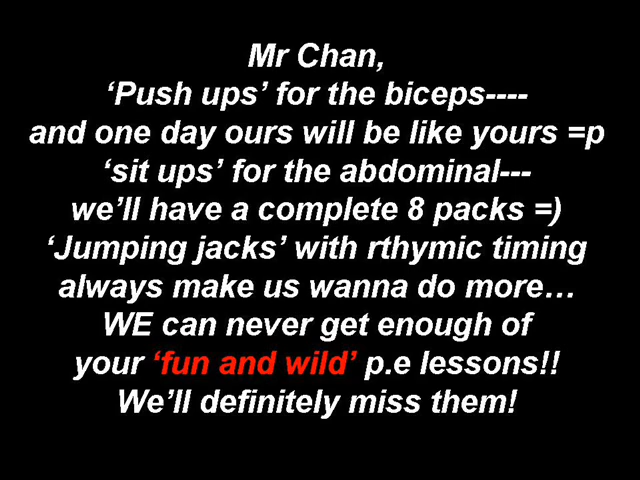 Mr Chan,
‘Push ups’ for the biceps----
and one day ours will be like yours =p
‘sit ups’ for the abdominal---
we’ll have a complete 8 packs =)
‘Jumping jacks’ with rthymic timing
always make us wanna do more…
WE can never get enough of
your ‘fun and wild’ p.e lessons!!
We’ll definitely miss them!